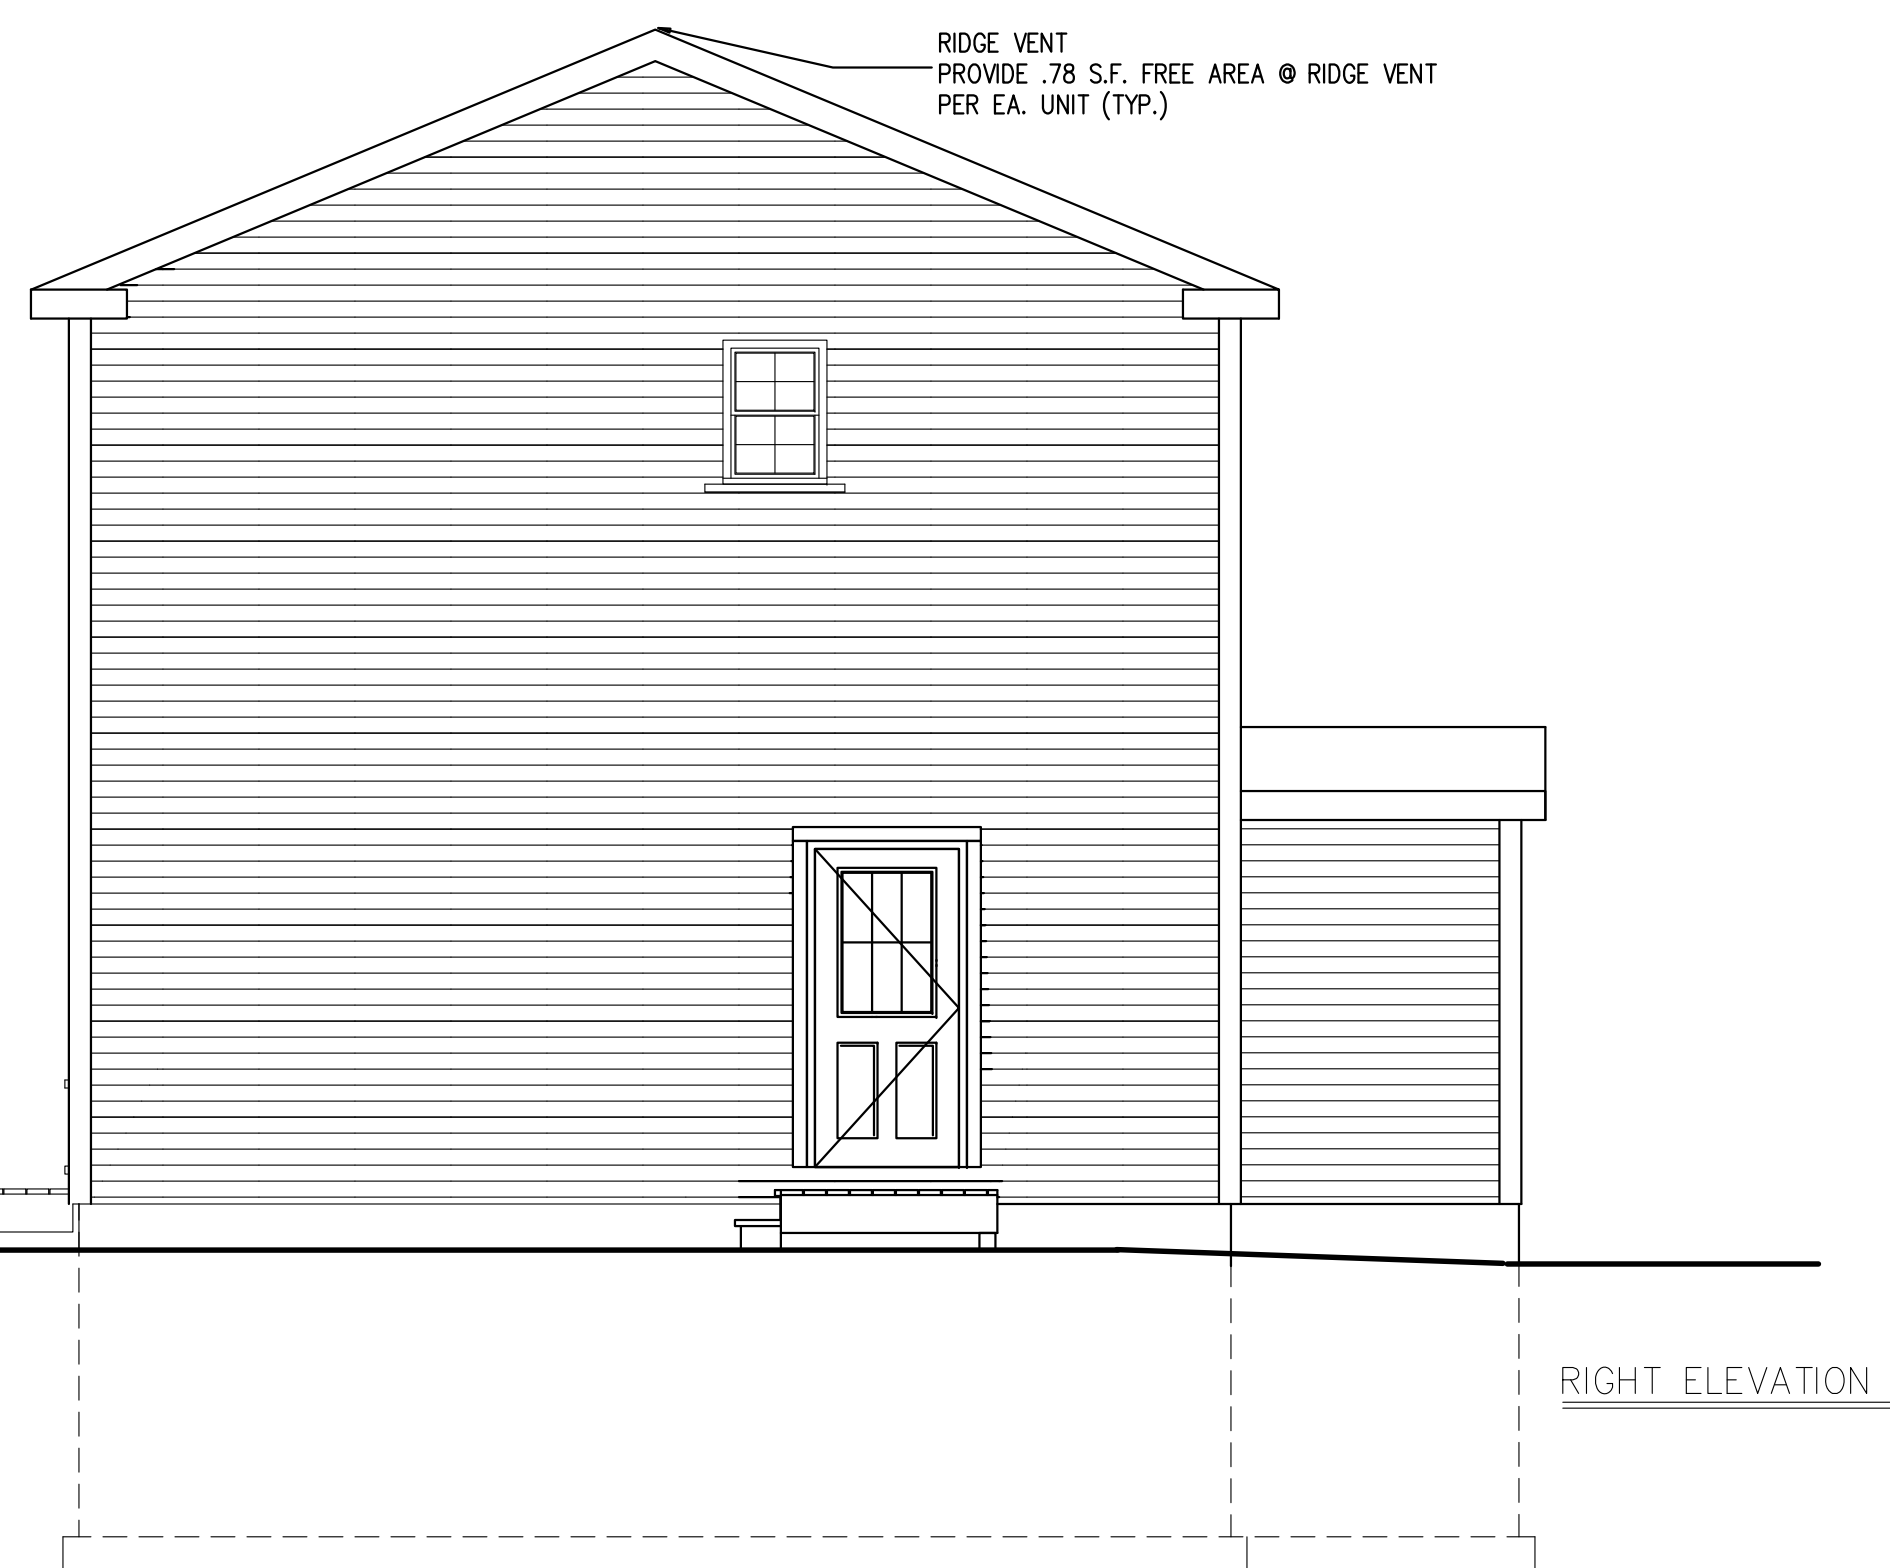 RIDGE VENT
PROVIDE .78 S.F. FREE AREA @ RIDGE VENT
PER EA. UNIT (TYP.)
RIGHT ELEVATION